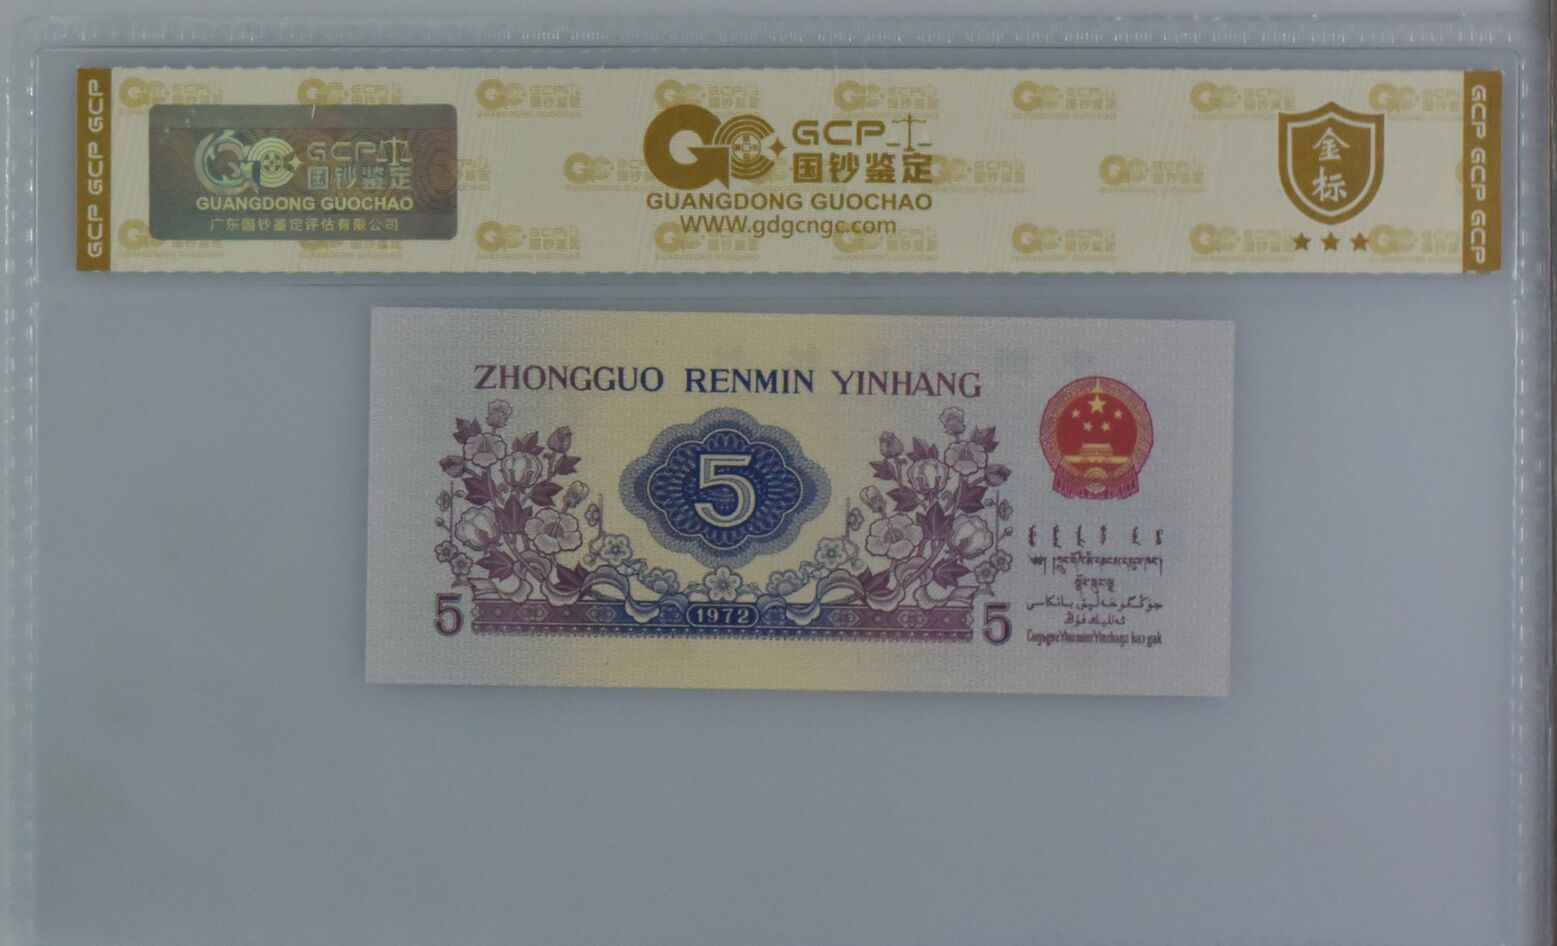 GCP GCP GCP
GCP 国钞鉴定
GUANGDONG GUOCHAO
广东国钞鉴定评估有限公司
GCP
国钞鉴定
GUANGDONG GUOCHAO
WWW.gdgcngc.com
金标
GCP GCP GCP
ZHONGGUO RENMIN YINHANG
5
1972
5
5